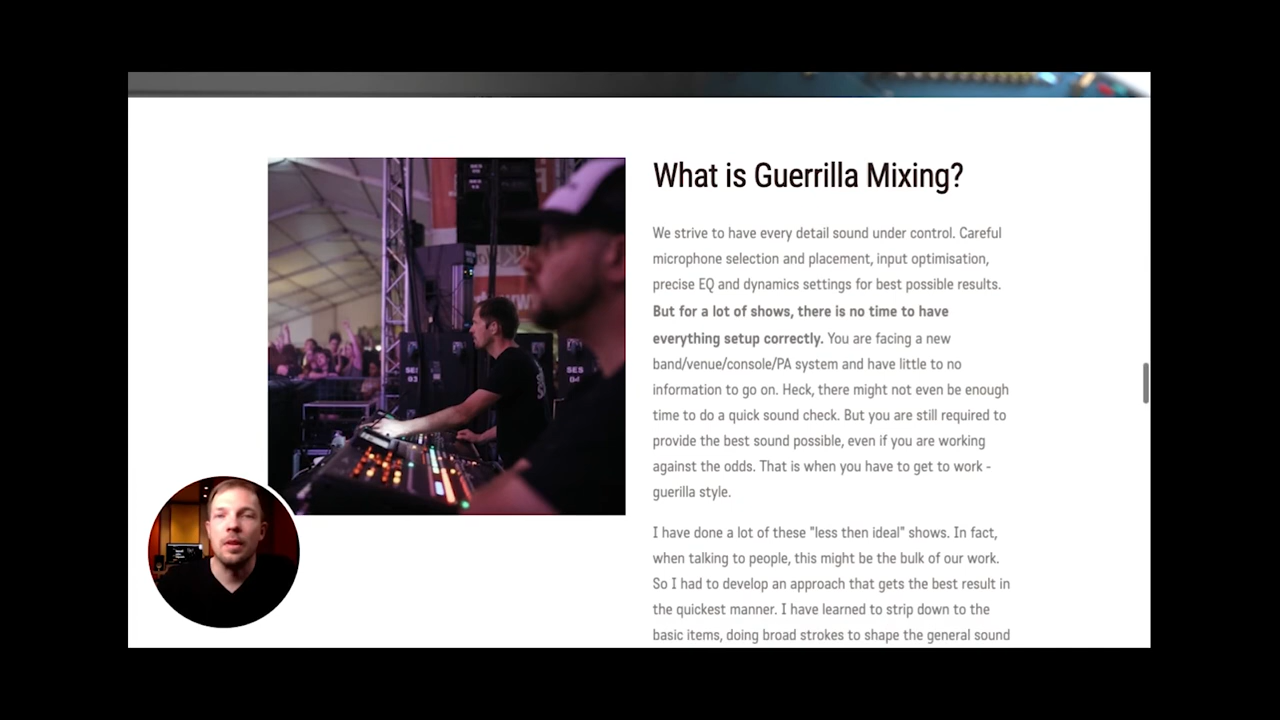 What is Guerrilla Mixing?
We strive to have every detail sound under control. Careful
microphone selection and placement, input optimisation,
precise EQ and dynamics settings for best possible results.
But for a lot of shows, there is no time to have
everything setup correctly. You are facing a new
band/venue/console/PA system and have little to no
information to go on. Heck, there might not even be enough
time to do a quick sound check. But you are still required to
provide the best sound possible, even if you are working
against the odds. That is when you have to get to work -
guerilla style.
I have done a lot of these "less then ideal" shows. In fact,
when talking to people, this might be the bulk of our work.
So I had to develop an approach that gets the best result in
the quickest manner. I have learned to strip down to the
basic items, doing broad strokes to shape the general sound